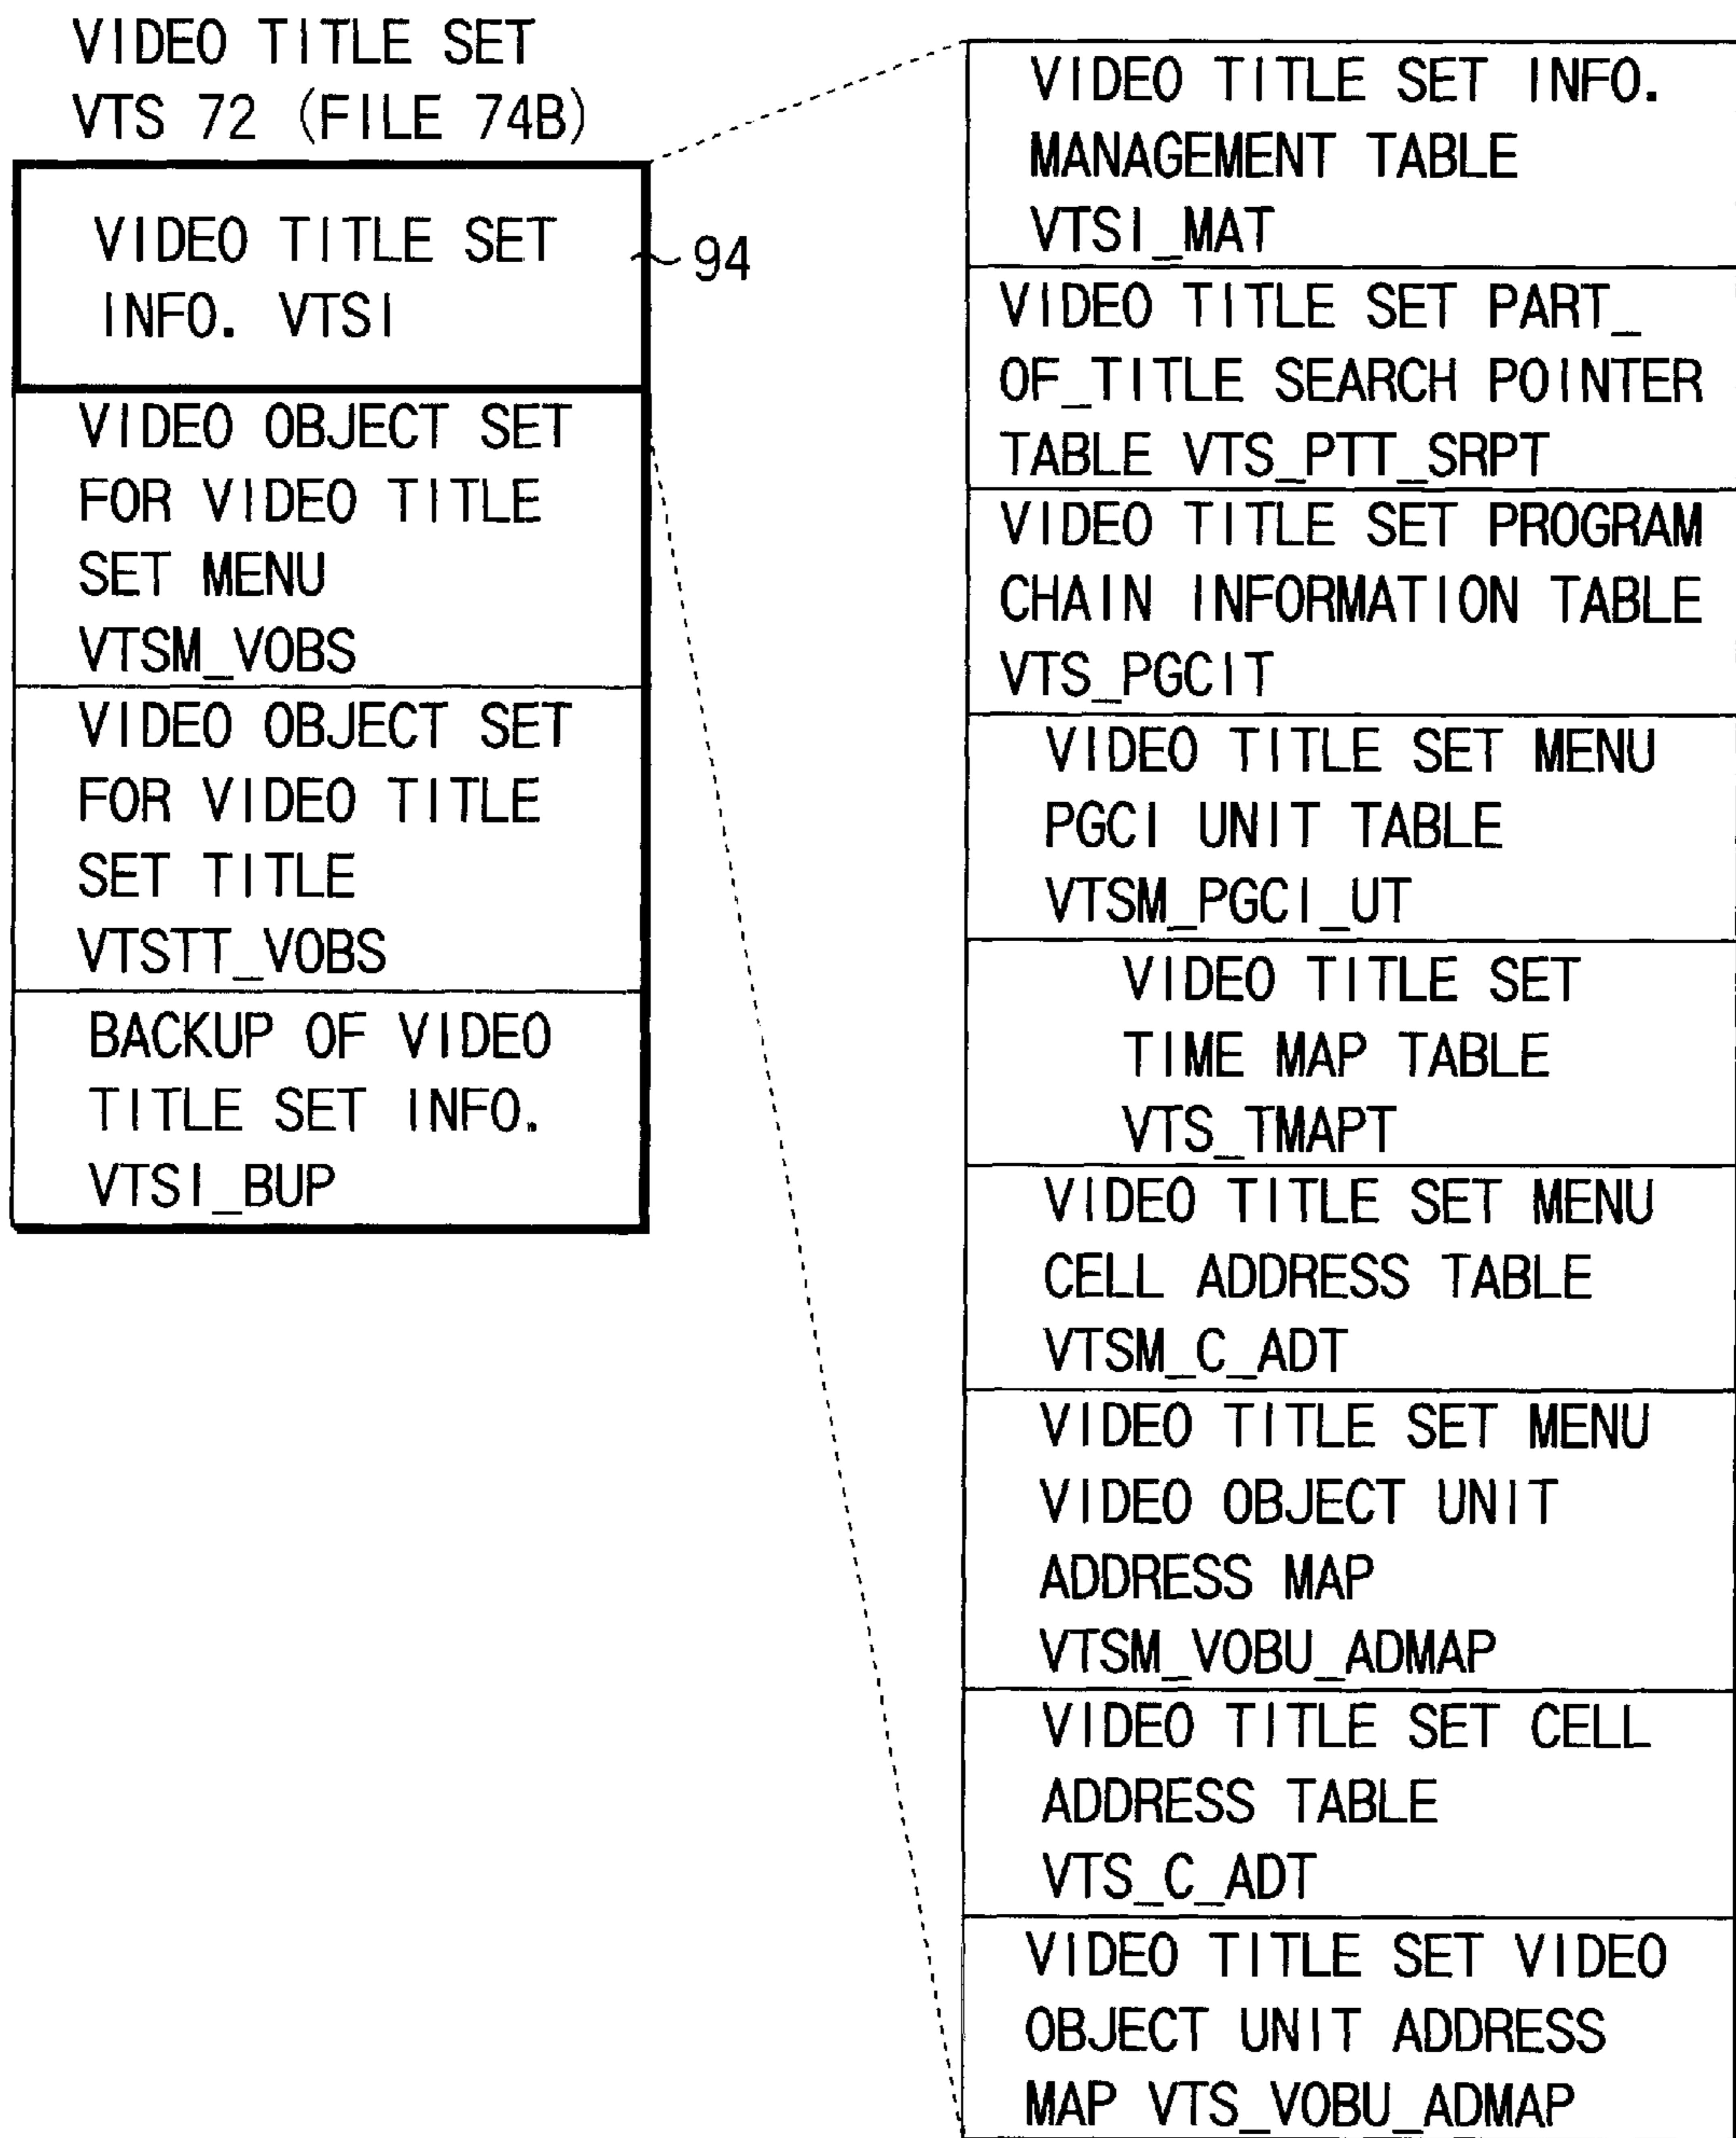 VIDEO TITLE SET
VTS 72 (FILE 74B)
VIDEO TITLE SET
INFO. VTSI
94
VIDEO OBJECT SET
FOR VIDEO TITLE
SET MENU
VTSM_VOBS
VIDEO OBJECT SET
FOR VIDEO TITLE
SET TITLE
VTSTT_VOBS
BACKUP OF VIDEO
TITLE SET INFO.
VTSI_BUP
VIDEO TITLE SET INFO.
MANAGEMENT TABLE
VTSI_MAT
VIDEO TITLE SET PART_
OF_TITLE SEARCH POINTER
TABLE VTS_PTT_SRPT
VIDEO TITLE SET PROGRAM
CHAIN INFORMATION TABLE
VTS_PGCIT
VIDEO TITLE SET MENU
PGCI UNIT TABLE
VTSM_PGCI_UT
VIDEO TITLE SET
TIME MAP TABLE
VTS_TMAPT
VIDEO TITLE SET MENU
CELL ADDRESS TABLE
VTSM_C_ADT
VIDEO TITLE SET MENU
VIDEO OBJECT UNIT
ADDRESS MAP
VTSM_VOBU_ADMAP
VIDEO TITLE SET CELL
ADDRESS TABLE
VTS_C_ADT
VIDEO TITLE SET VIDEO
OBJECT UNIT ADDRESS
MAP VTS_VOBU_ADMAP